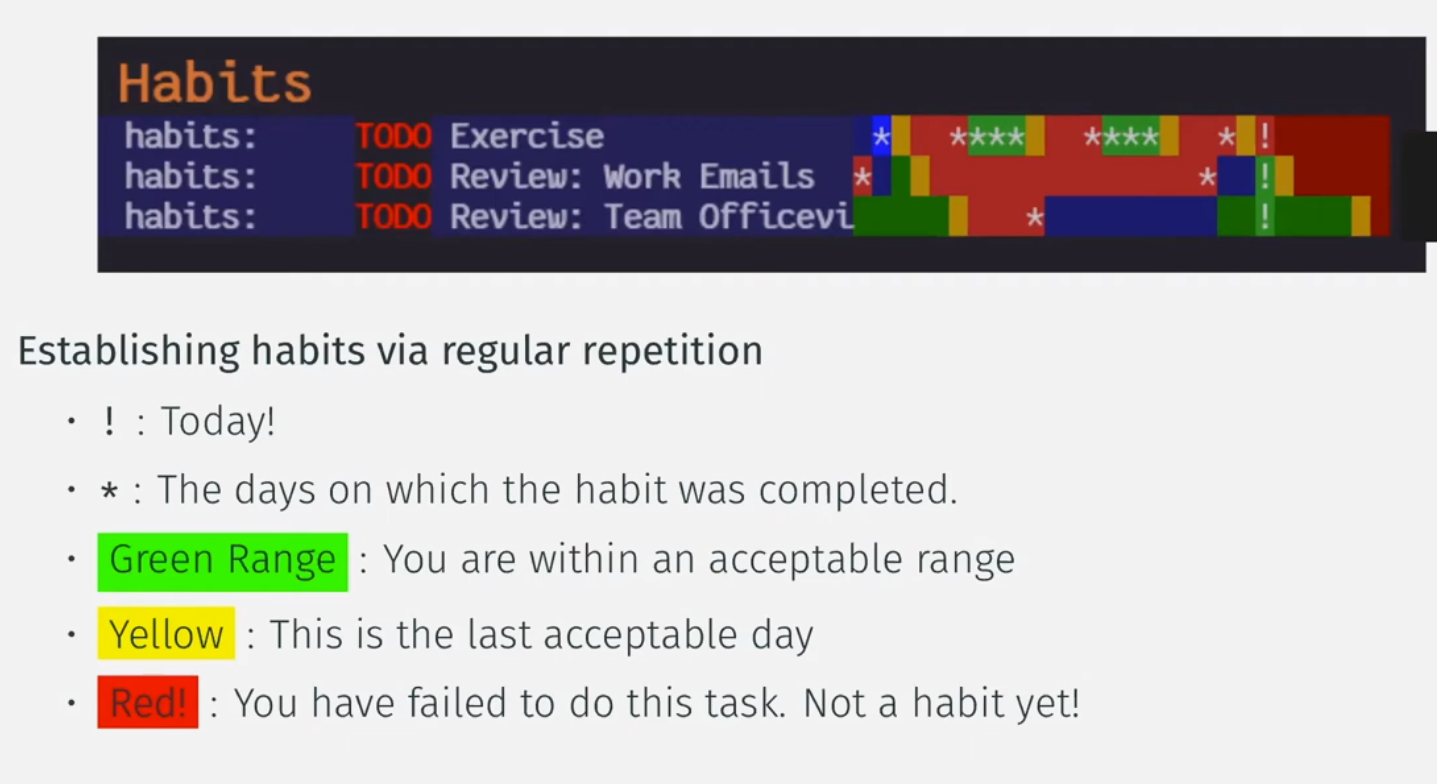 Habits
habits: TODO Exercise * **** **** * !
habits: TODO Review: Work Emails * * !
habits: TODO Review: Team Officevi * !
Establishing habits via regular repetition
· ! : Today!
· * : The days on which the habit was completed.
· Green Range : You are within an acceptable range
· Yellow : This is the last acceptable day
· Red! : You have failed to do this task. Not a habit yet!